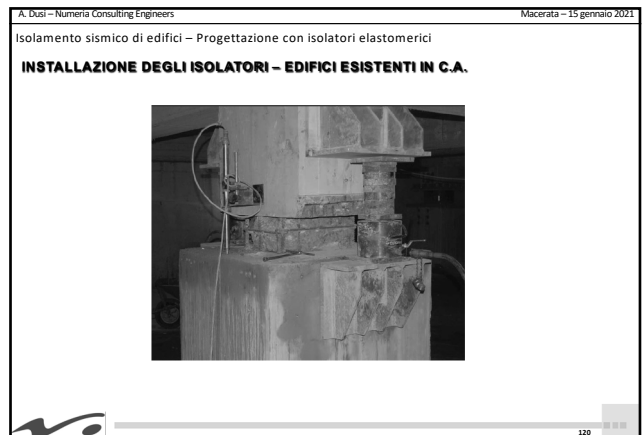 A. Dusi – Numeria Consulting Engineers
Macerata – 15 gennaio 2021
Isolamento sismico di edifici – Progettazione con isolatori elastomerici
INSTALLAZIONE DEGLI ISOLATORI – EDIFICI ESISTENTI IN C.A.
120